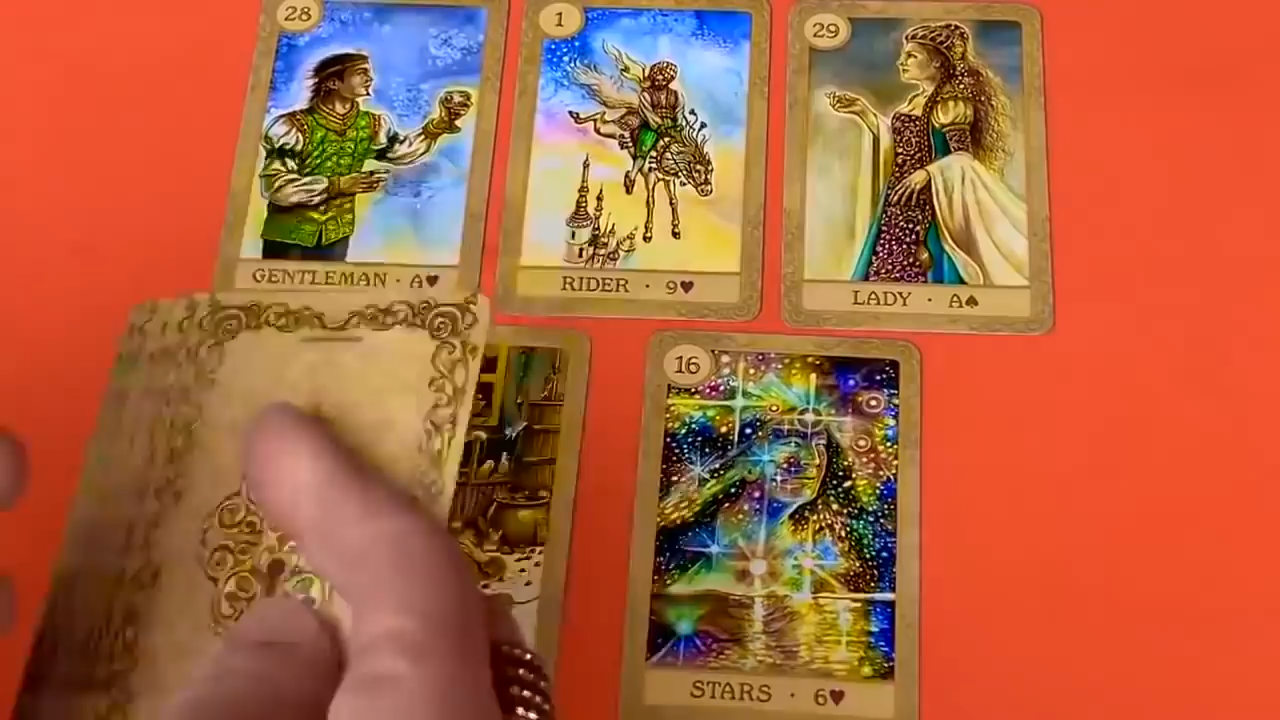 28
1
29
GENTLEMAN · A♥
RIDER · 9♥
LADY · A♠
16
STARS · 6♥